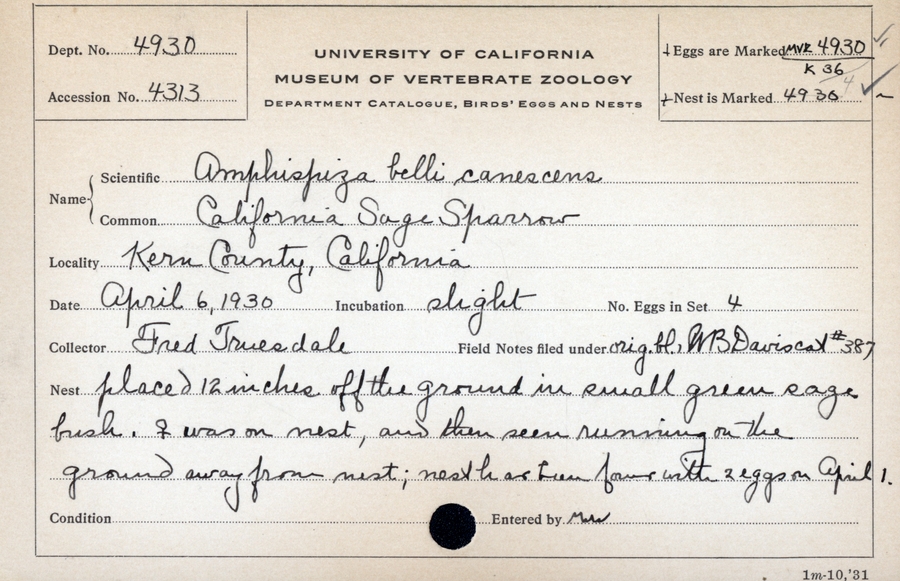 Dept. No. 4930
Accession No. 4313
UNIVERSITY OF CALIFORNIA
MUSEUM OF VERTEBRATE ZOOLOGY
DEPARTMENT CATALOGUE, BIRDS' EGGS AND NESTS
Eggs are Marked MVZ 4930
K 36
Nest is Marked 4930
Name
Scientific Amphispiza belli canescens
Common California Sage Sparrow
Locality Kern County, California
Date April 6, 1930 Incubation slight No. Eggs in Set 4
Collector Fred Truesdale Field Notes filed under orig. bl., WB Davis cat #387
Nest placed 12 inches off the ground in small green sage
bush. ♀ was on nest, and then seen running on the
ground away from nest; nest had been found with 2 eggs on April 1.
Condition Entered by
1m-10,'31